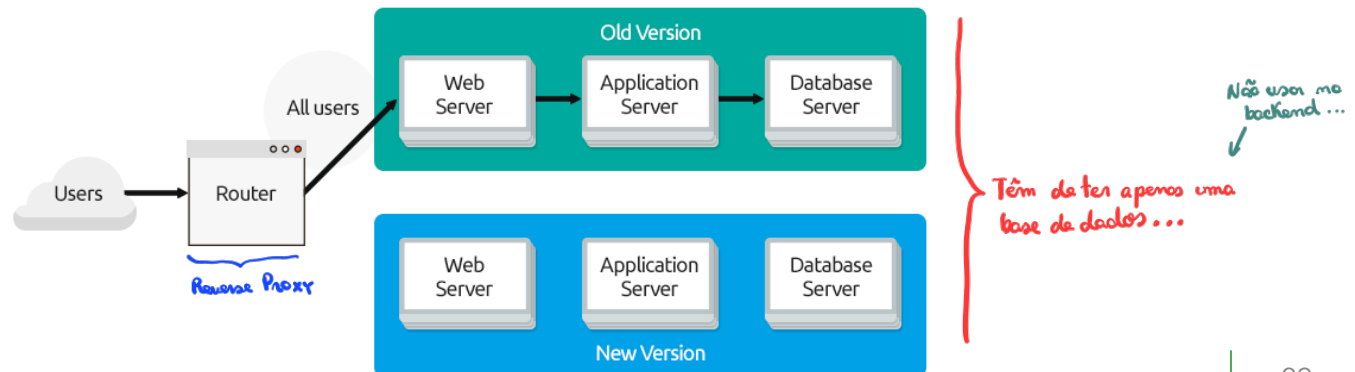 Old Version
Web
Server
Application
Server
Database
Server
All users
Users
Router
Reverse Proxy
Web
Server
Application
Server
Database
Server
New Version
Não usar no
backend ...
Têm de ter apenas uma
base de dados ...